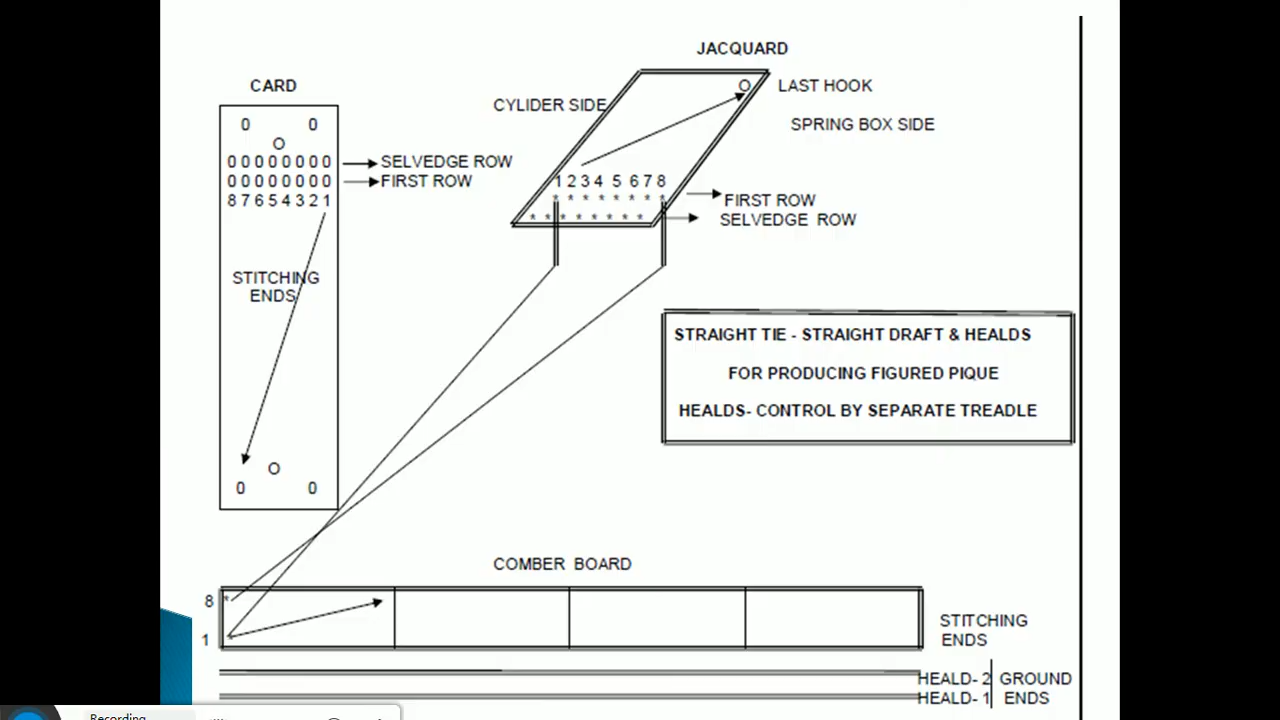 JACQUARD
CARD
LAST HOOK
CYLIDER SIDE
SPRING BOX SIDE
0 0
O
0 0 0 0 0 0 0 0 SELVEDGE ROW
0 0 0 0 0 0 0 0 FIRST ROW
8 7 6 5 4 3 2 1
O
1 2 3 4 5 6 7 8
* * * * * * * * FIRST ROW
* * * * * * * * SELVEDGE ROW
STITCHING
ENDS
O
0 0
STRAIGHT TIE - STRAIGHT DRAFT & HEALDS
FOR PRODUCING FIGURED PIQUE
HEALDS- CONTROL BY SEPARATE TREADLE
COMBER BOARD
8 *
1
STITCHING
ENDS
HEALD- 2 GROUND
HEALD- 1 ENDS
Recording